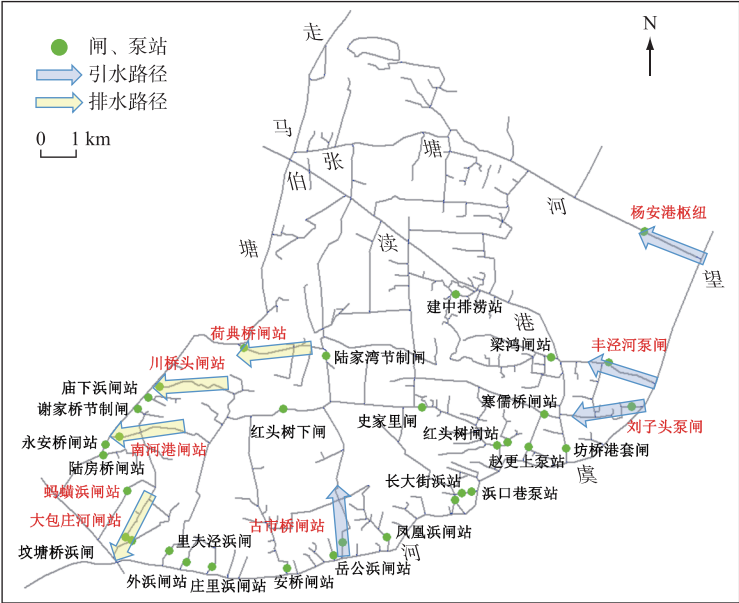 闸、泵站
引水路径
排水路径
0 1 km
N
走
马
塘
张
塘
河
伯
渎
港
望
虞
河
杨安港枢纽
建中排涝站
荷典桥闸站
梁鸿闸站
丰泾河泵闸
川桥头闸站
陆家湾节制闸
庙下浜闸站
谢家桥节制闸
寒儒桥闸站
史家里闸
红头树下闸
红头树闸站
刘子头泵闸
永安桥闸站
南河港闸站
坊桥港套闸
陆房桥闸站
赵更上泵站
长大街浜站
蚂蟥浜闸站
浜口巷泵站
大包庄河闸站
古市桥闸站
凤凰浜闸站
里夫泾浜闸
坟塘桥浜闸
岳公浜闸站
外浜闸站
庄里浜闸站
安桥闸站